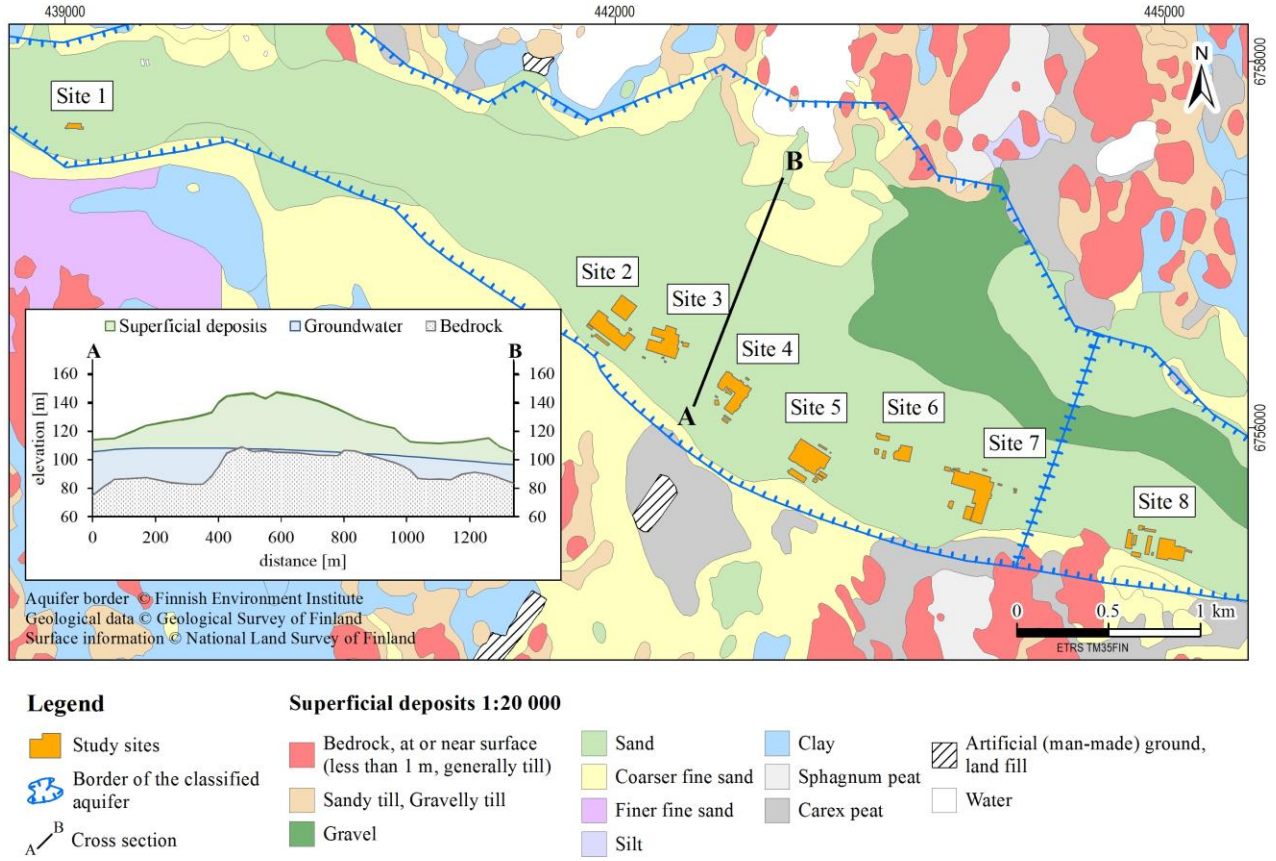 439000
442000
445000
N
6758000
Site 1
B
Site 2
Site 3
Site 4
A
Site 5
Site 6
Site 7
Site 8
6756000
Superficial deposits
Groundwater
Bedrock
A
B
160
160
140
140
120
120
100
100
80
80
60
60
elevation [m]
0
200
400
600
800
1000
1200
distance [m]
Aquifer border © Finnish Environment Institute
Geological data © Geological Survey of Finland
Surface information © National Land Survey of Finland
0
0.5
1 km
ETRS TM35FIN
Legend
Study sites
Border of the classified
aquifer
B
A
Cross section
Superficial deposits 1:20 000
Bedrock, at or near surface
(less than 1 m, generally till)
Sandy till, Gravelly till
Gravel
Sand
Coarser fine sand
Finer fine sand
Silt
Clay
Sphagnum peat
Carex peat
Artificial (man-made) ground,
land fill
Water